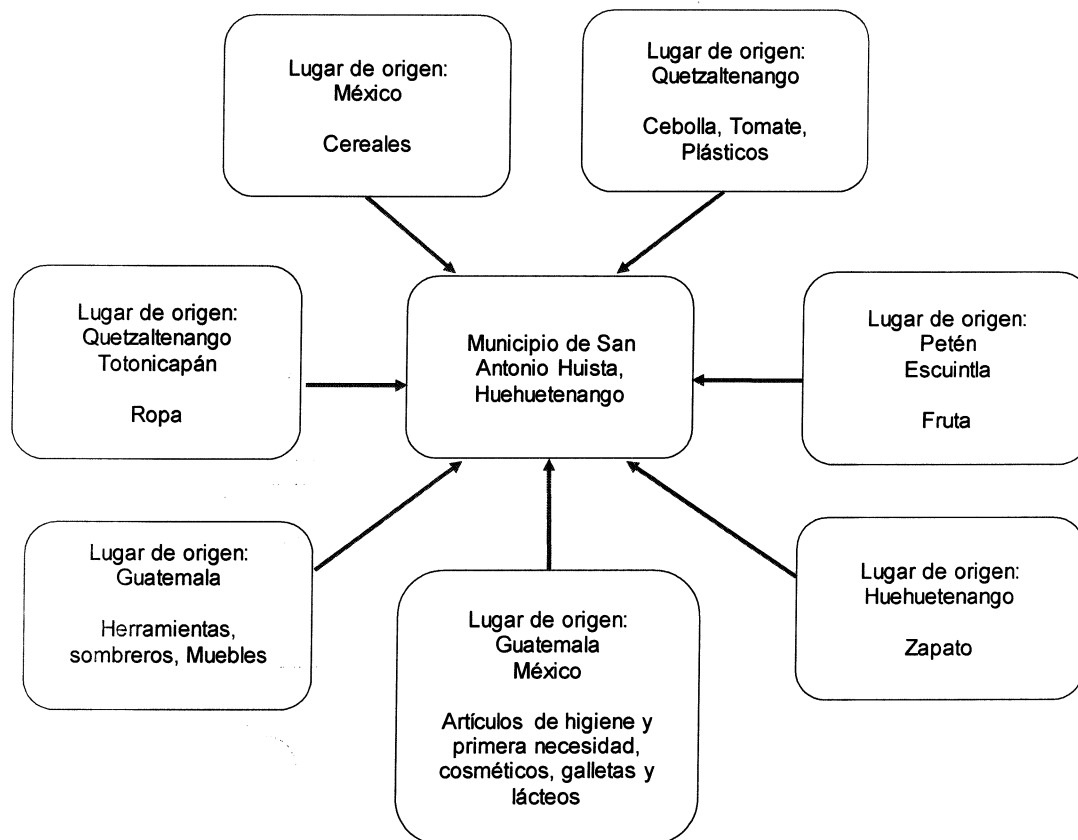 Lugar de origen:
México
Cereales
Lugar de origen:
Quetzaltenango
Cebolla, Tomate,
Plásticos
Lugar de origen:
Quetzaltenango
Totonicapán
Ropa
Municipio de San
Antonio Huista,
Huehuetenango
Lugar de origen:
Petén
Escuintla
Fruta
Lugar de origen:
Guatemala
Herramientas,
sombreros, Muebles
Lugar de origen:
Guatemala
México
Artículos de higiene y
primera necesidad,
cosméticos, galletas y
lácteos
Lugar de origen:
Huehuetenango
Zapato